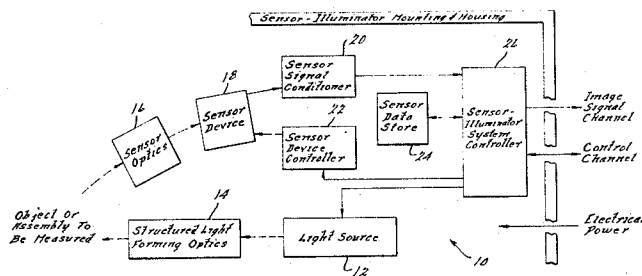 Sensor-Illuminator Mounting & Housing
20
26
18
Sensor
Signal
Conditioner
16
Sensor
Device
22
Sensor
Data
Store
24
Sensor-
Illuminator
System
Controller
Image
Signal
Channel
Sensor
Optics
Sensor
Device
Controller
Control
Channel
Object Or
Assembly To
Be Measured
14
Structured Light
Forming Optics
Light Source
12
10
Electrical
Power